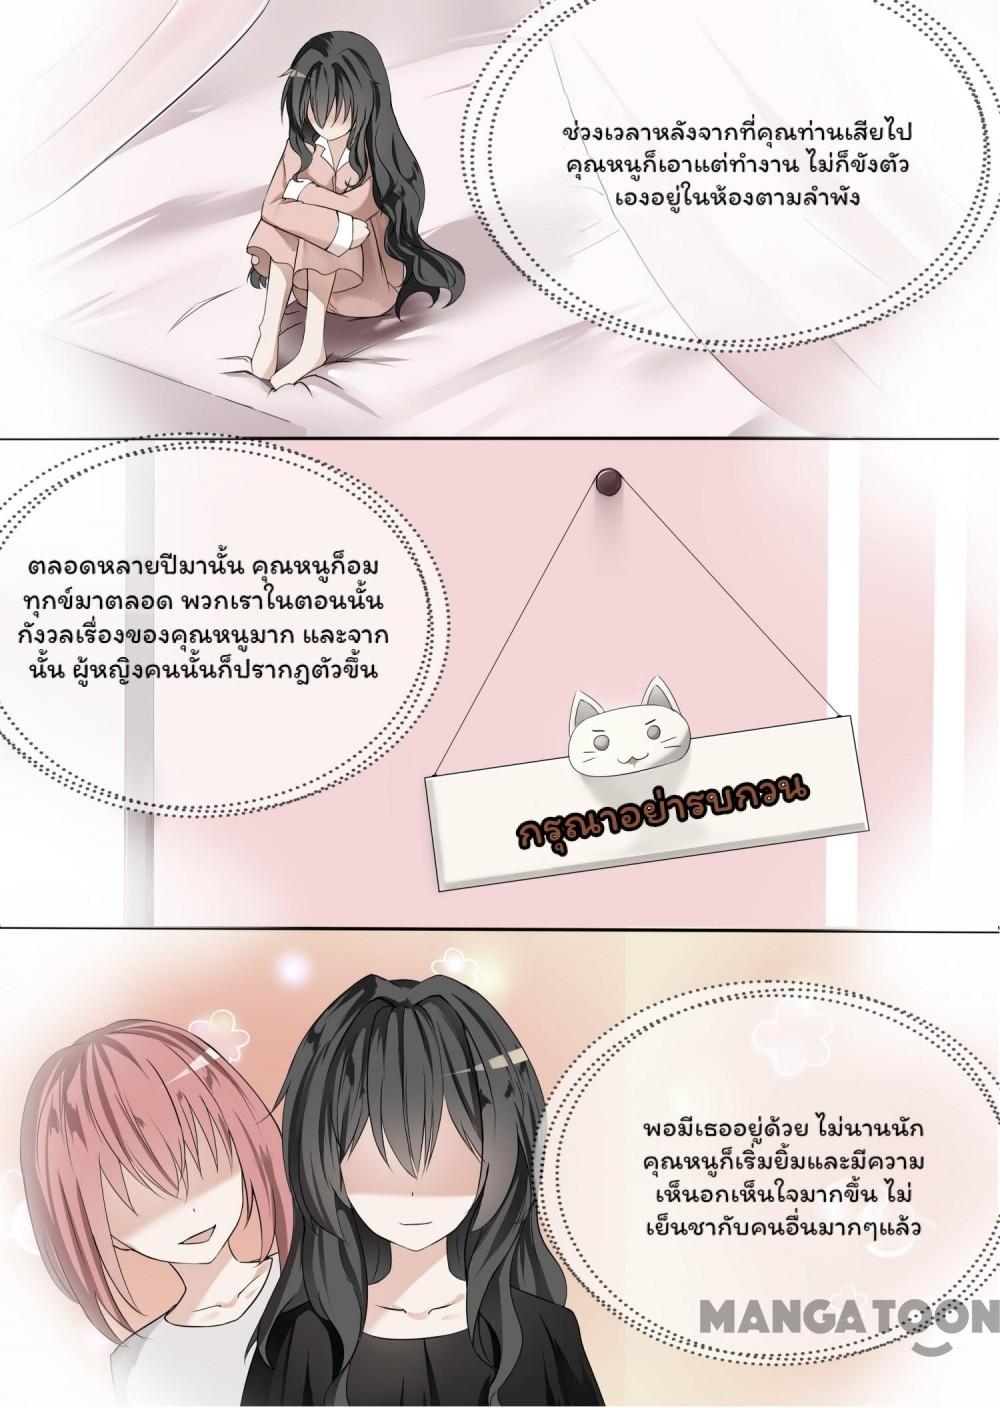 ช่วงเวลาหลังจากที่คุณท่านเสียไป
คุณหนูก็เอาแต่ทำงาน ไม่ก็ขังตัว
เองอยู่ในห้องตามลำพัง
ตลอดหลายปีมานั้น คุณหนูก็อม
ทุกข์มาตลอด พวกเราในตอนนั้น
กังวลเรื่องของคุณหนูมาก และจาก
นั้น ผู้หญิงคนนั้นก็ปรากฏตัวขึ้น
กรุณาอย่ารบกวน
พอมีเธออยู่ด้วย ไม่นานนัก
คุณหนูก็เริ่มยิ้มและมีความ
เห็นอกเห็นใจมากขึ้น ไม่
เย็นชากับคนอื่นมากๆแล้ว
MANGATOON